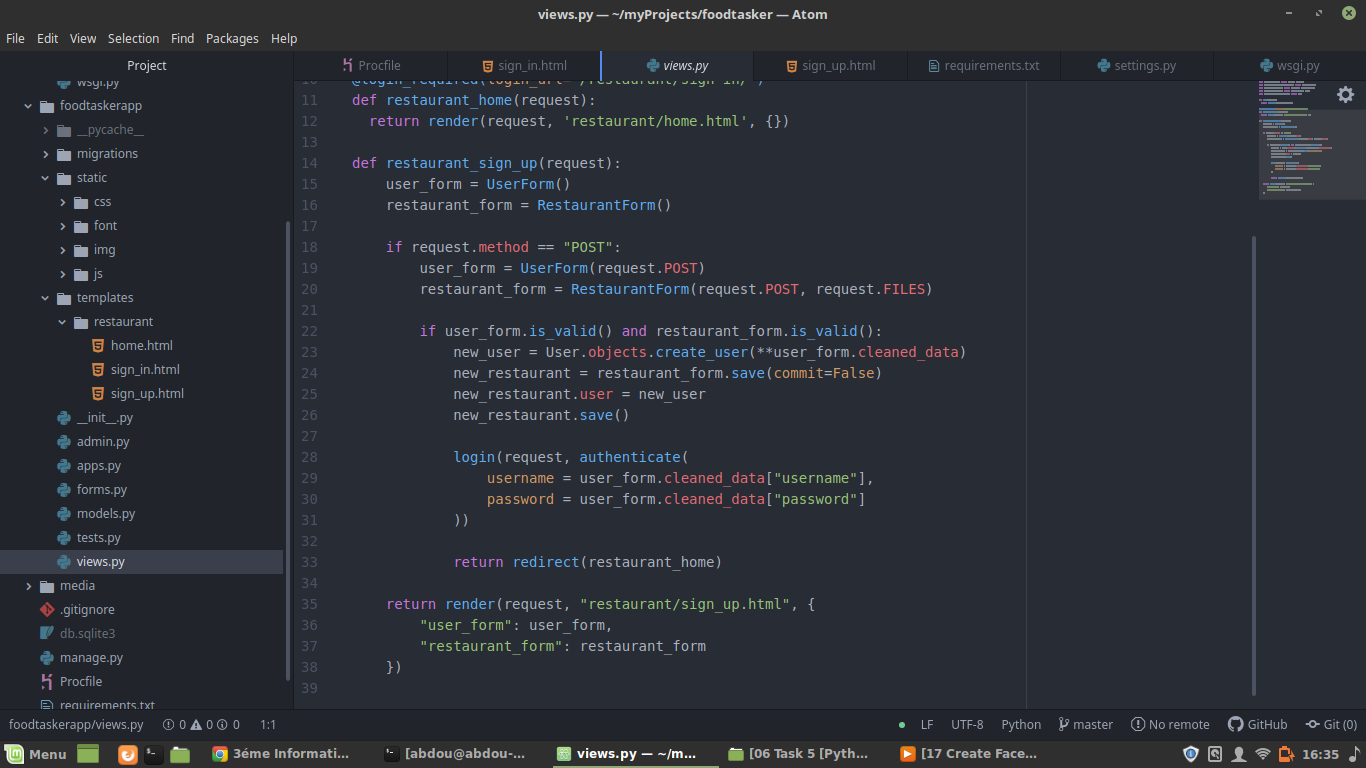 views.py — ~/myProjects/foodtasker — Atom
File Edit View Selection Find Packages Help
Project
Procfile
sign_in.html
views.py
sign_up.html
requirements.txt
settings.py
wsgi.py
wsgi.py
foodtaskerapp
__pycache__
migrations
static
css
font
img
js
templates
restaurant
home.html
sign_in.html
sign_up.html
__init__.py
admin.py
apps.py
forms.py
models.py
tests.py
views.py
media
.gitignore
db.sqlite3
manage.py
Procfile
requirements.txt
10 @login_required(login_url='/restaurant/sign-in/')
11 def restaurant_home(request):
12   return render(request, 'restaurant/home.html', {})
13
14 def restaurant_sign_up(request):
15     user_form = UserForm()
16     restaurant_form = RestaurantForm()
17
18     if request.method == "POST":
19         user_form = UserForm(request.POST)
20         restaurant_form = RestaurantForm(request.POST, request.FILES)
21
22         if user_form.is_valid() and restaurant_form.is_valid():
23             new_user = User.objects.create_user(**user_form.cleaned_data)
24             new_restaurant = restaurant_form.save(commit=False)
25             new_restaurant.user = new_user
26             new_restaurant.save()
27
28             login(request, authenticate(
29                 username = user_form.cleaned_data["username"],
30                 password = user_form.cleaned_data["password"]
31             ))
32
33             return redirect(restaurant_home)
34
35     return render(request, "restaurant/sign_up.html", {
36         "user_form": user_form,
37         "restaurant_form": restaurant_form
38     })
39
foodtaskerapp/views.py 0 0 0 1:1 LF UTF-8 Python master No remote GitHub Git (0)
Menu 3éme Informati... [abdou@abdou-... views.py — ~/m... [06 Task 5 [Pyth... [17 Create Face... 16:35